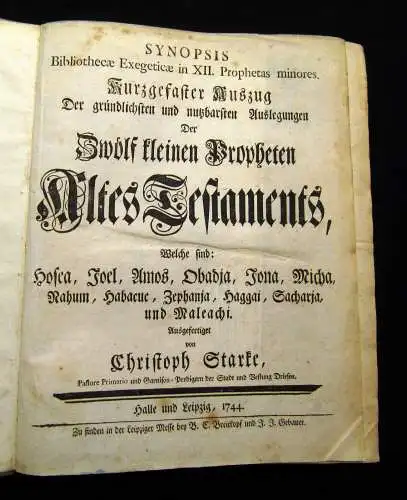 SYNOPSIS
Bibliothecæ Exegeticæ in XII. Prophetas minores.
Kurzgefaster Auszug
Der gründlichsten und nutzbarsten Auslegungen
Der
Zwölf kleinen Propheten
Altes Testaments,
Welche sind:
Hosea, Joel, Amos, Obadja, Jona, Micha,
Nahum, Habacuc, Zephanja, Haggai, Sacharja,
und Maleachi.
Ausgefertiget
von
Christoph Starke,
Pastore Primario und Garnison-Predigern der Stadt und Vestung Driesen.
Halle und Leipzig, 1744.
Zu finden in der Leipziger Messe bey B. C. Breitkopf und J. J. Gebauer.